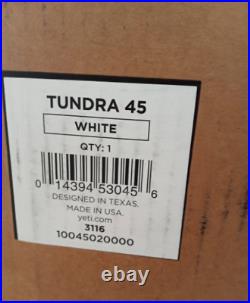 TUNDRA 45
WHITE
QTY: 1
0 14394 53045 6
DESIGNED IN TEXAS.
MADE IN USA.
yeti.com
3116
10045020000